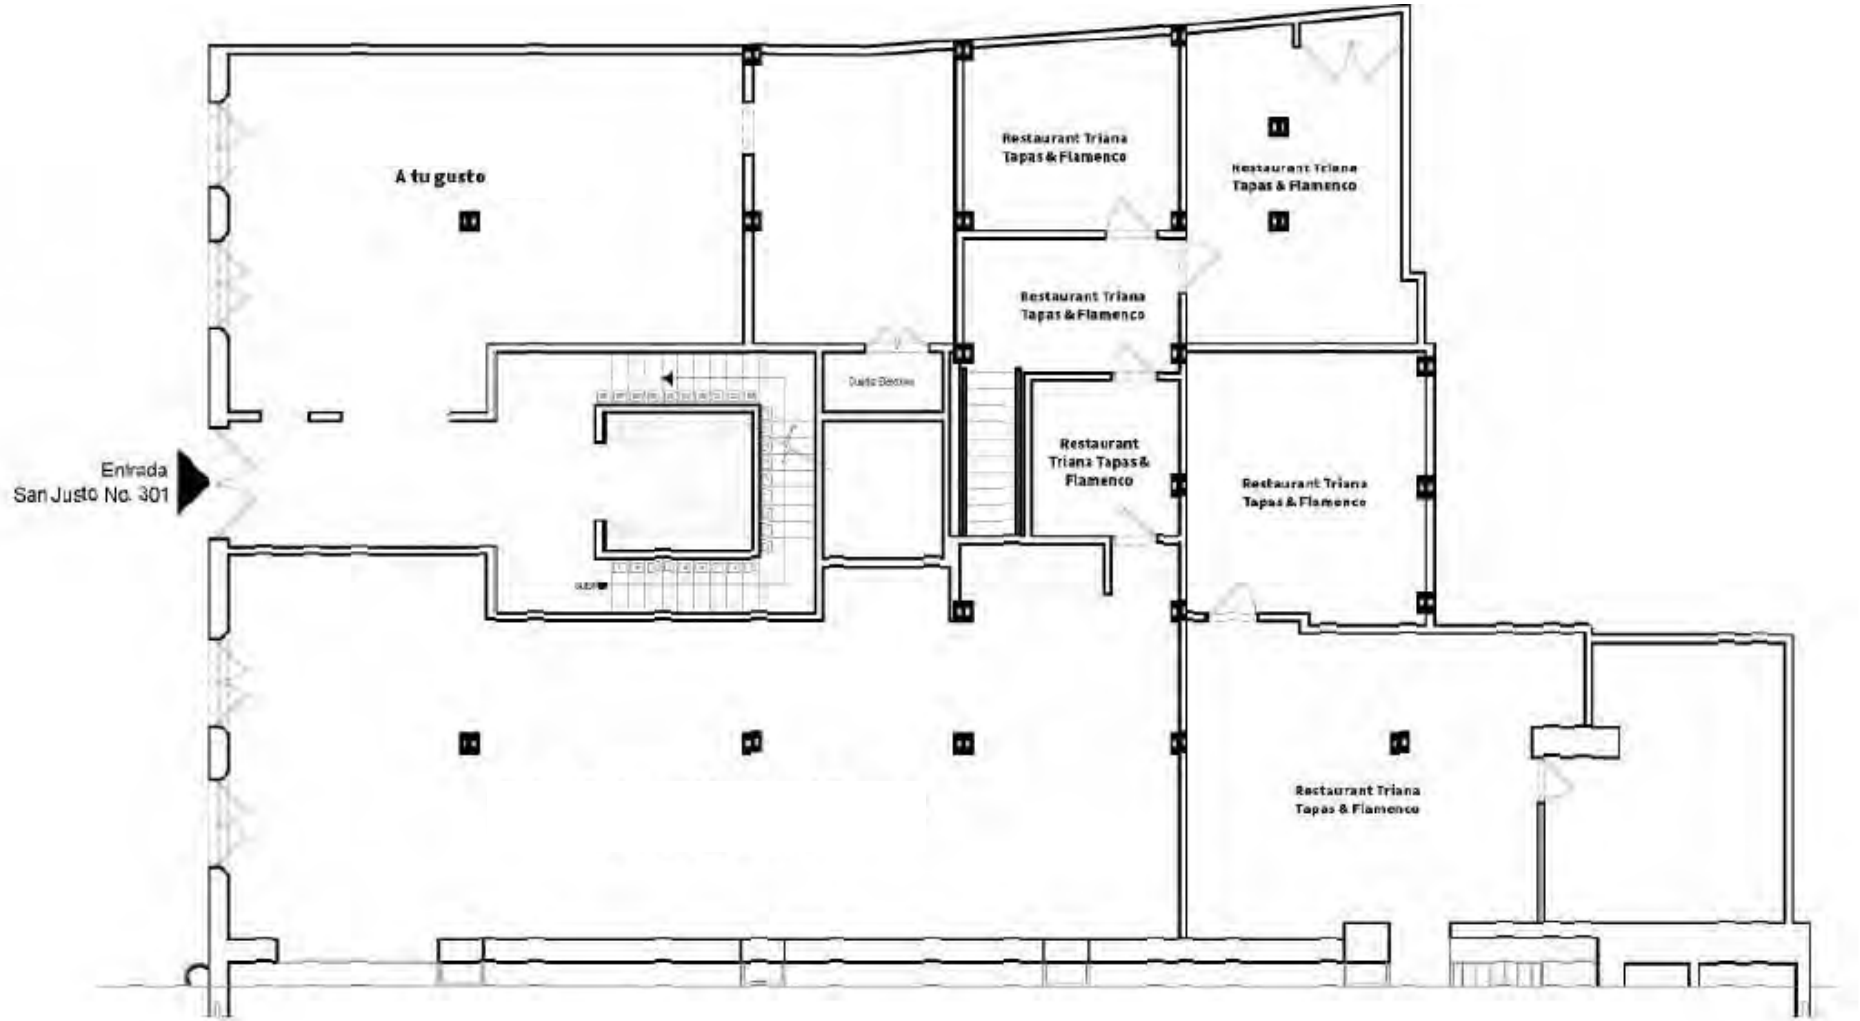 A tu gusto
Restaurant Triana
Tapas & Flamenco
Restaurant Triana
Tapas & Flamenco
Restaurant Triana
Tapas & Flamenco
Restaurant
Triana Tapas &
Flamenco
Entrada
San Justo No. 301
Restaurant Triana
Tapas & Flamenco
Restaurant Triana
Tapas & Flamenco